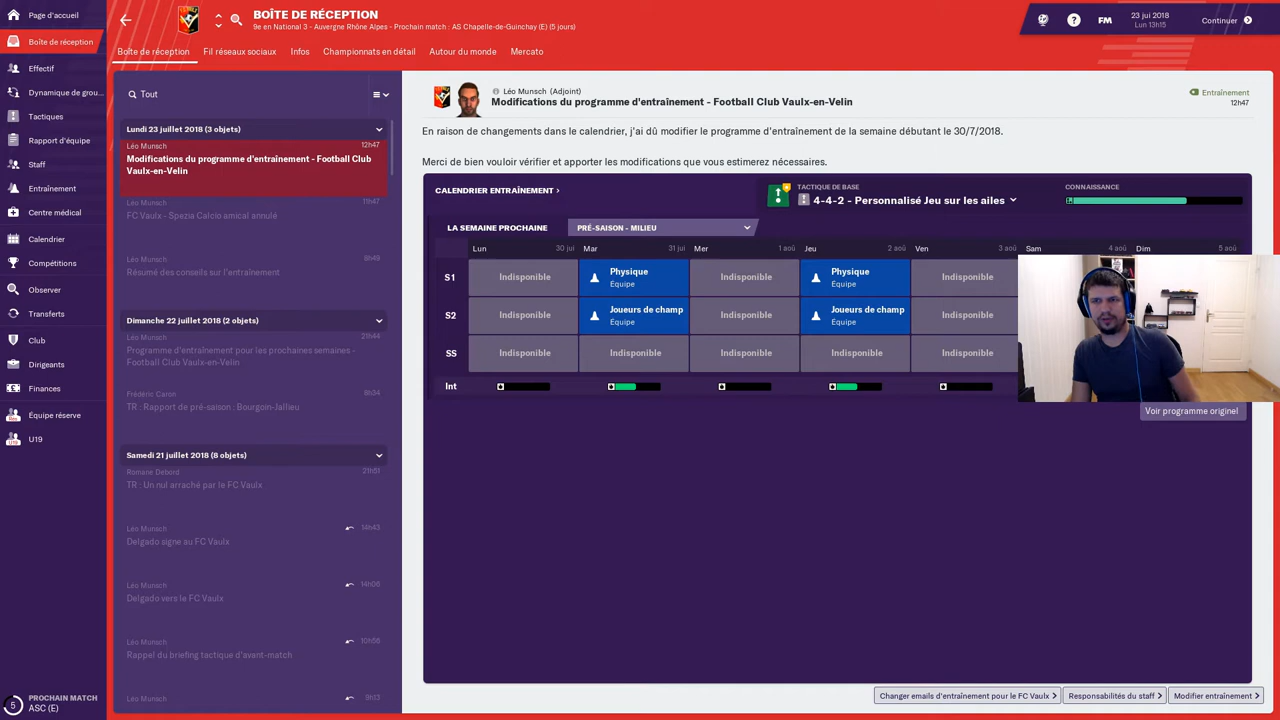 Page d'accueil
Boîte de réception
Effectif
Dynamique de grou...
Tactiques
Rapport d'équipe
Staff
Entraînement
Centre médical
Calendrier
Compétitions
Observer
Transferts
Club
Dirigeants
Finances
Équipe réserve
U19
PROCHAIN MATCH
5
ASC (E)
BOÎTE DE RÉCEPTION
9e en National 3 - Auvergne Rhône Alpes - Prochain match : AS Chapelle-de-Guinchay (E) (5 jours)
FM
23 jui 2018
Lun 13h15
Continuer
Boîte de réception Fil réseaux sociaux Infos Championnats en détail Autour du monde Mercato
Tout
Lundi 23 juillet 2018 (3 objets)
Léo Munsch 12h47
Modifications du programme d'entraînement - Football Club
Vaulx-en-Velin
Léo Munsch 11h47
FC Vaulx - Spezia Calcio amical annulé
Léo Munsch 8h49
Résumé des conseils sur l'entraînement
Dimanche 22 juillet 2018 (2 objets)
Léo Munsch 21h44
Programme d'entraînement pour les prochaines semaines -
Football Club Vaulx-en-Velin
Frédéric Caron 8h34
TR : Rapport de pré-saison : Bourgoin-Jallieu
Samedi 21 juillet 2018 (8 objets)
Romane Debord 21h51
TR : Un nul arraché par le FC Vaulx
Léo Munsch 14h43
Delgado signe au FC Vaulx
Léo Munsch 14h06
Delgado vers le FC Vaulx
Léo Munsch 10h56
Rappel du briefing tactique d'avant-match
Léo Munsch
Léo Munsch (Adjoint)
Modifications du programme d'entraînement - Football Club Vaulx-en-Velin
Entraînement
12h47
En raison de changements dans le calendrier, j'ai dû modifier le programme d'entraînement de la semaine débutant le 30/7/2018.
Merci de bien vouloir vérifier et apporter les modifications que vous estimerez nécessaires.
CALENDRIER ENTRAÎNEMENT
TACTIQUE DE BASE
4-4-2 - Personnalisé Jeu sur les ailes
CONNAISSANCE
LA SEMAINE PROCHAINE
PRÉ-SAISON - MILIEU
Lun 30 jui Mar 31 jui Mer 1 aoû Jeu 2 aoû Ven 3 aoû Sam 4 aoû Dim 5 aoû
S1 Indisponible Physique Équipe Indisponible Physique Équipe Indisponible
S2 Indisponible Joueurs de champ Équipe Indisponible Joueurs de champ Équipe Indisponible
SS Indisponible Indisponible Indisponible Indisponible Indisponible
Int
Voir programme originel
Changer emails d'entraînement pour le FC Vaulx
Responsabilités du staff
Modifier entraînement